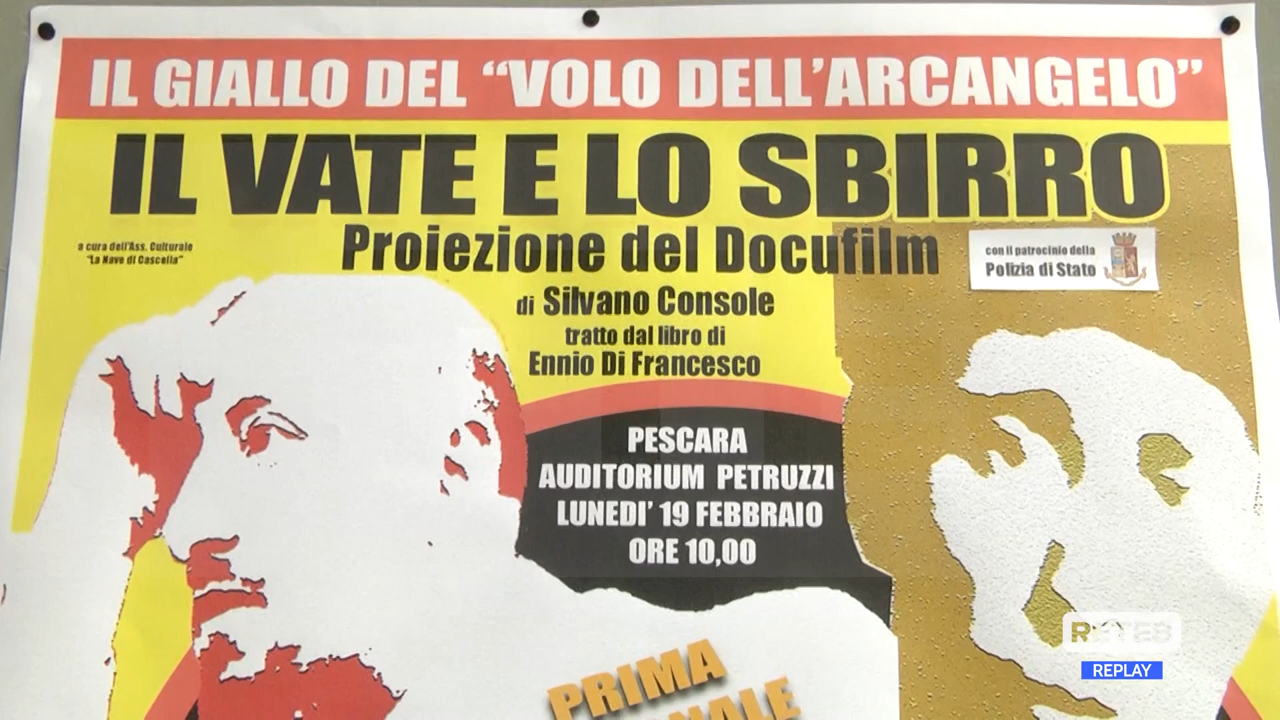 IL GIALLO DEL “VOLO DELL’ARCANGELO”
IL VATE E LO SBIRRO
Proiezione del Docufilm
a cura dell'Ass. Culturale
"La Nave di Cascella"
con il patrocinio della
Polizia di Stato
di Silvano Console
tratto dal libro di
Ennio Di Francesco
PESCARA
AUDITORIUM PETRUZZI
LUNEDI' 19 FEBBRAIO
ORE 10,00
PRIMA
RETE8
REPLAY